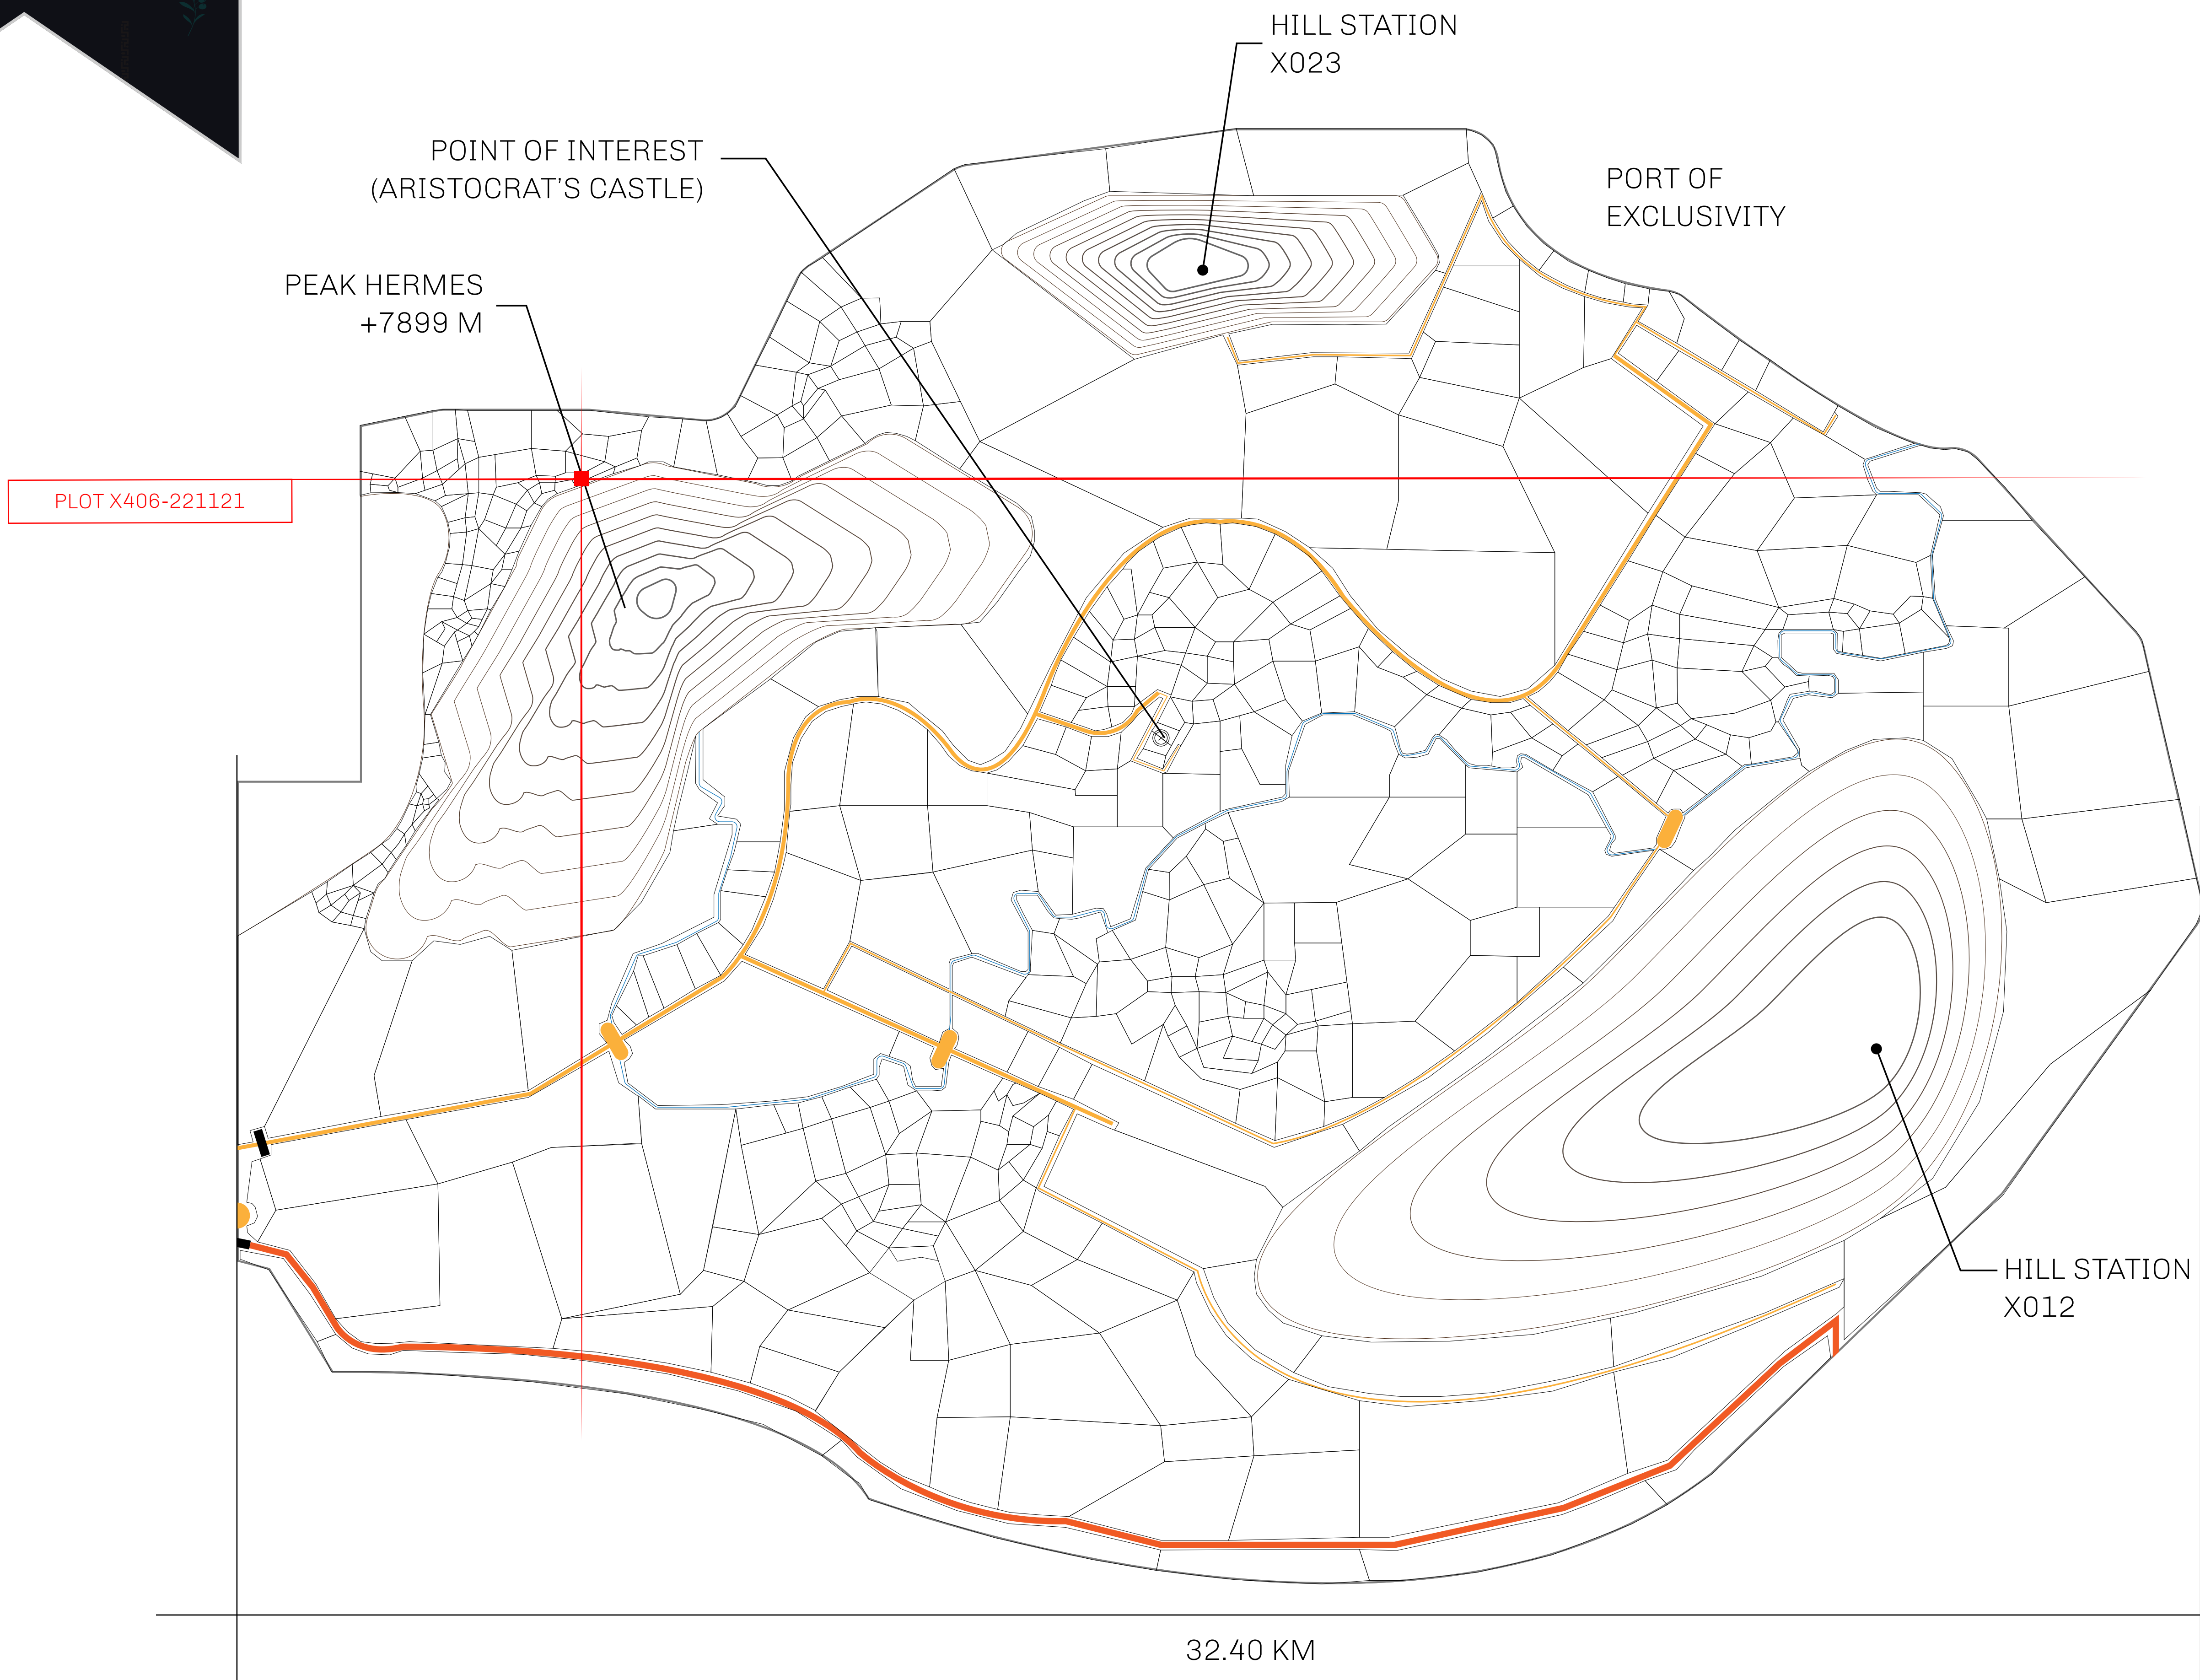 HILL STATION
X023
POINT OF INTEREST
(ARISTOCRAT'S CASTLE)
PORT OF
EXCLUSIVITY
PEAK HERMES
+7899 M
PLOT X406-221121
HILL STATION
X012
32.40 KM